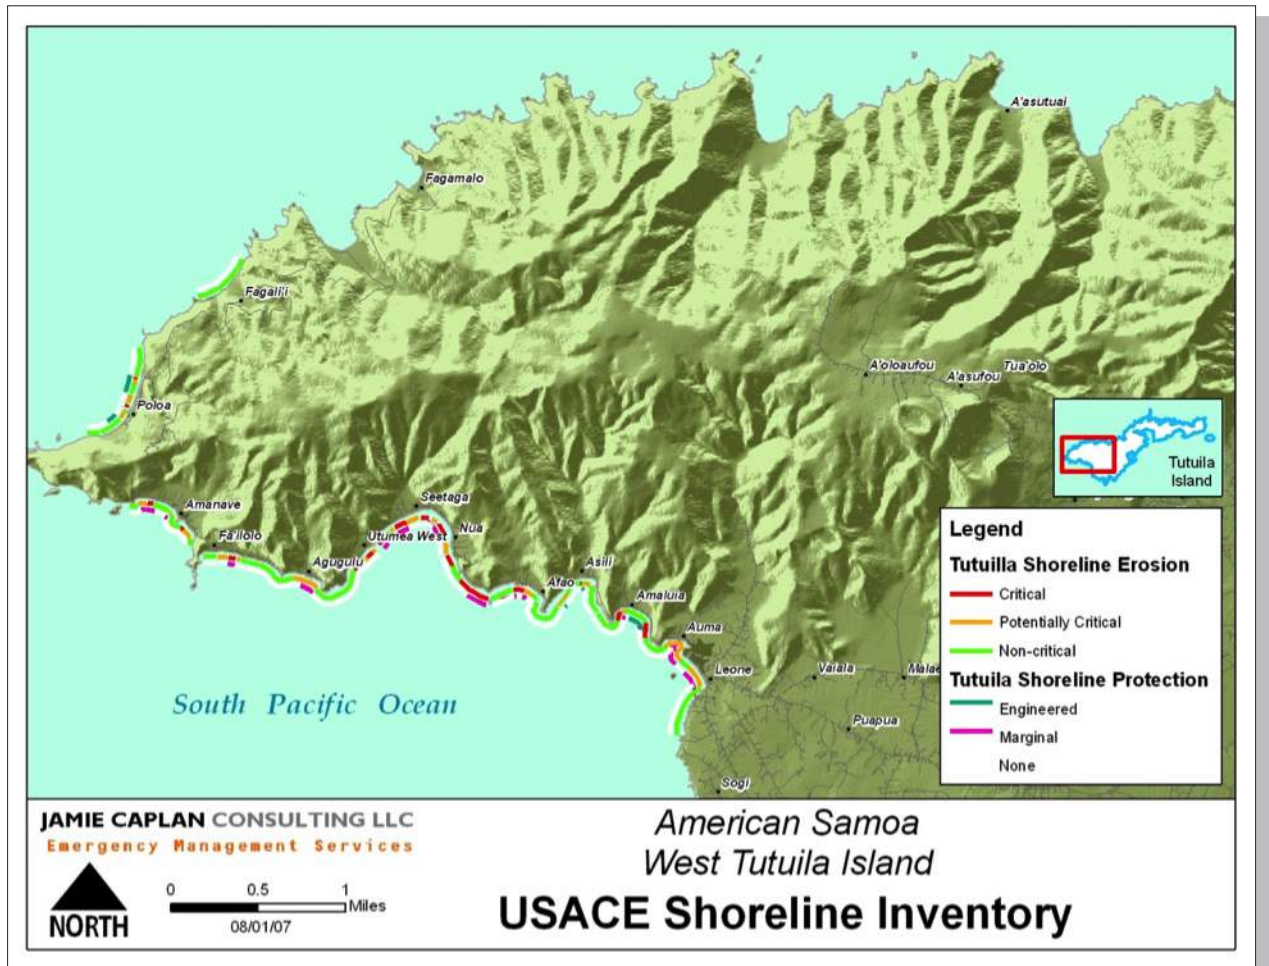 A'asutuai
Fagamalo
Fagali'i
A'oloaufou
A'asufou
Tua'olo
Poloa
Tutuila
Island
Seetaga
Amanave
Utumea West
Nua
Fa'ilolo
Agugulu
Asili
Afao
Amaluia
Auma
Leone
Vaiala
Malae
Puapua
Sogi
South Pacific Ocean
Legend
Tutuilla Shoreline Erosion
Critical
Potentially Critical
Non-critical
Tutuila Shoreline Protection
Engineered
Marginal
None
JAMIE CAPLAN CONSULTING LLC
Emergency Management Services
NORTH
0 0.5 1
Miles
08/01/07
American Samoa
West Tutuila Island
USACE Shoreline Inventory